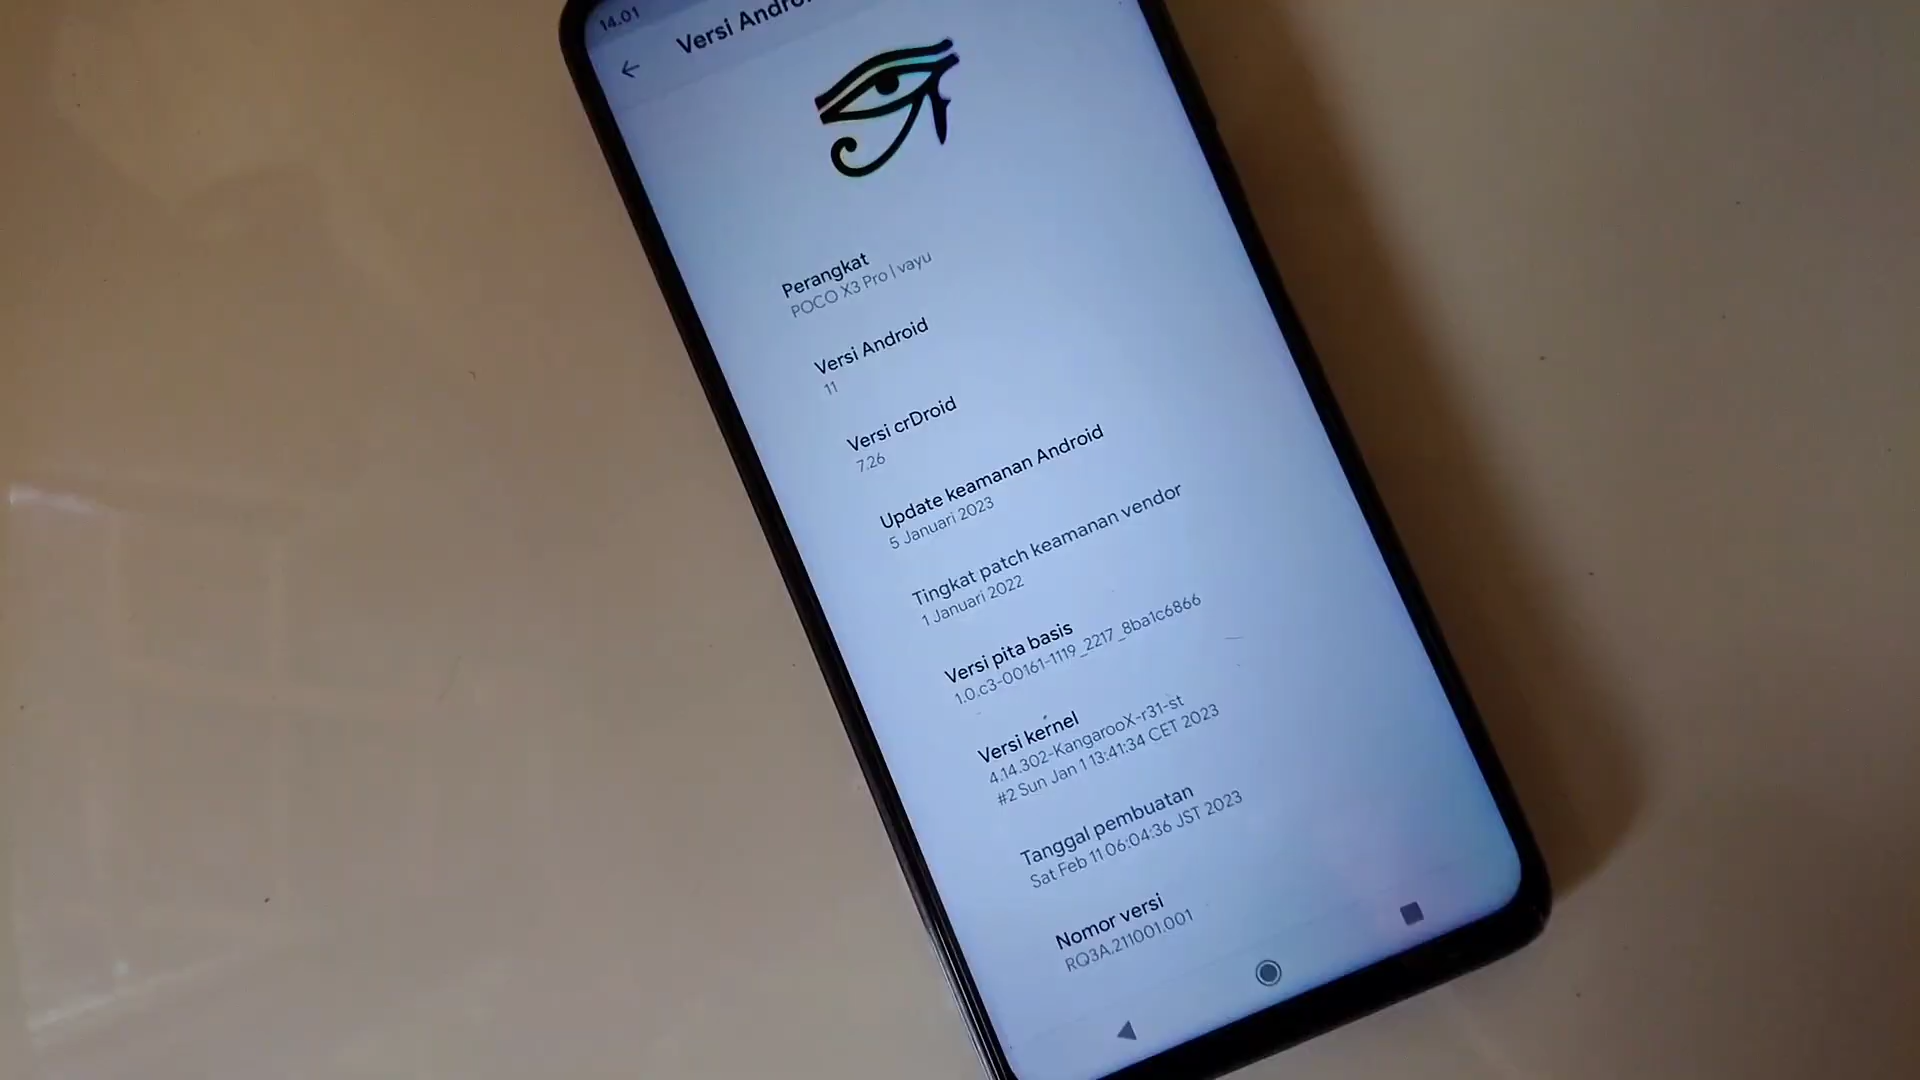 14.01
Versi Andro
Perangkat
POCO X3 Pro | vayu
Versi Android
11
Versi crDroid
7.26
Update keamanan Android
5 Januari 2023
Tingkat patch keamanan vendor
1 Januari 2022
Versi pita basis
1.0.c3-00161-1119_2217_8ba1c6866
Versi kernel
4.14.302-KangarooX-r31-st
#2 Sun Jan 1 13:41:34 CET 2023
Tanggal pembuatan
Sat Feb 11 06:04:36 JST 2023
Nomor versi
RQ3A.211001.001